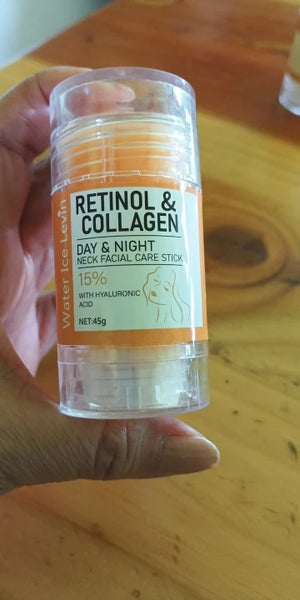 Water Ice Levin
RETINOL &
COLLAGEN
DAY & NIGHT
NECK FACIAL CARE STICK
15%
WITH HYALURONIC
ACID
NET:45g